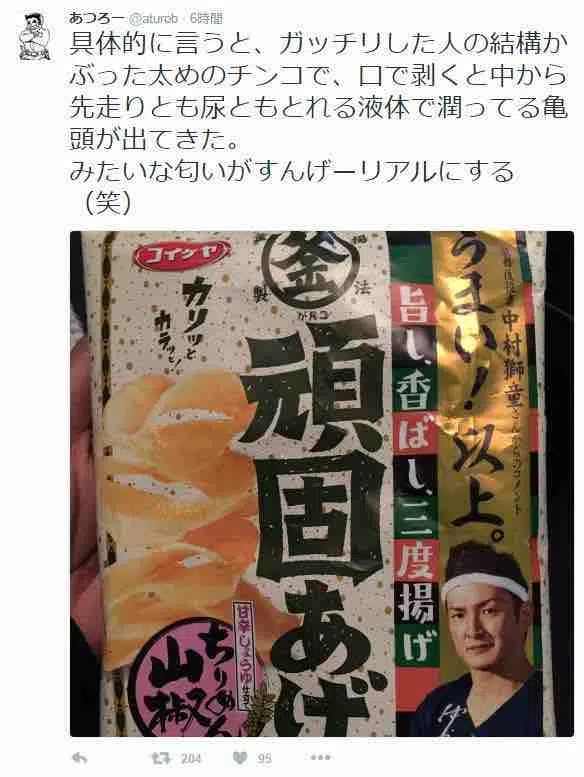 あつろー @aturob · 6時間
具体的に言うと、ガッチリした人の結構か
ぶった太めのチンコで、口で剥くと中から
先走りとも尿ともとれる液体で潤ってる亀
頭が出てきた。
みたいな匂いがすんげーリアルにする
（笑）
コイケヤ
釜
製法
カリッと
カラッと!
頑固あげ
旨し、香ばし、三度揚げ
うまい！以上。
中村獅童さんからのコメント
甘辛しょうゆ仕立て
ちりめん
山椒
204
95